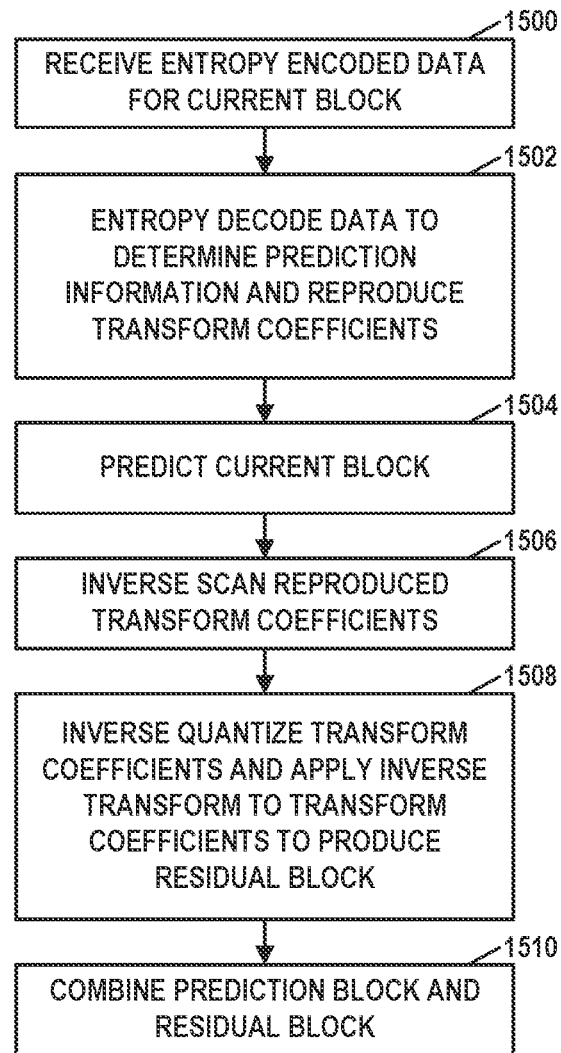 1500
RECEIVE ENTROPY ENCODED DATA
FOR CURRENT BLOCK
1502
ENTROPY DECODE DATA TO
DETERMINE PREDICTION
INFORMATION AND REPRODUCE
TRANSFORM COEFFICIENTS
1504
PREDICT CURRENT BLOCK
1506
INVERSE SCAN REPRODUCED
TRANSFORM COEFFICIENTS
1508
INVERSE QUANTIZE TRANSFORM
COEFFICIENTS AND APPLY INVERSE
TRANSFORM TO TRANSFORM
COEFFICIENTS TO PRODUCE
RESIDUAL BLOCK
1510
COMBINE PREDICTION BLOCK AND
RESIDUAL BLOCK